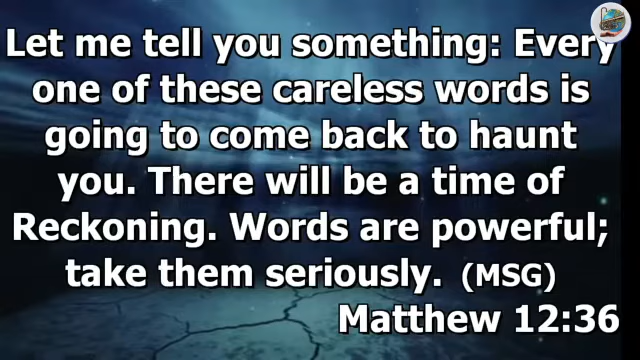 Let me tell you something: Every
one of these careless words is
going to come back to haunt
you. There will be a time of
Reckoning. Words are powerful;
take them seriously. (MSG)
Matthew 12:36